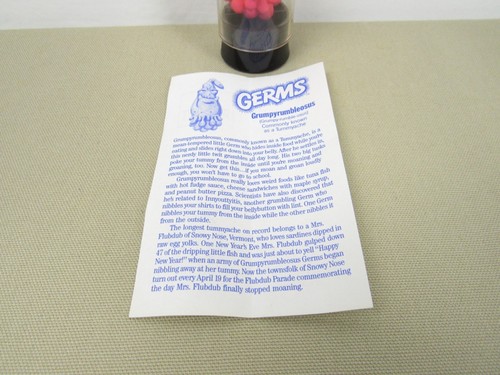 GERMS
Grumpyrumbleosus
Commonly known
as a Tummyache
Grumpyrumbleosus, commonly known as a Tummyache, is a
mean-tempered little Germ who hides inside food while you're
eating and slides right down into your belly. After he settles in,
this nerdy little twit grumbles all day long. His two big tusks
poke your tummy from the inside until you're moaning and
groaning, too. Now get this...if you moan and groan loudly
enough, you won't have to go to school.
Grumpyrumbleosus really loves weird foods like tuna fish
with hot fudge sauce, cheese sandwiches with maple syrup,
and peanut butter pizza. Scientists have also discovered that
he's related to Innyouttyitis, another grumbling Germ who
nibbles your shirts to fill your bellybutton with lint. One Germ
nibbles your tummy from the inside while the other nibbles it
from the outside.
The longest tummyache on record belongs to a Mrs.
Flubdub of Snowy Nose, Vermont, who loves sardines dipped in
raw egg yolks. One New Year's Eve Mrs. Flubdub gulped down
47 of the dripping little fish and was just about to yell "Happy
New Year!" when an army of Grumpyrumbleosus Germs began
nibbling away at her tummy. Now the townsfolk of Snowy Nose
turn out every April 19 for the Flubdub Parade commemorating
the day Mrs. Flubdub finally stopped moaning.